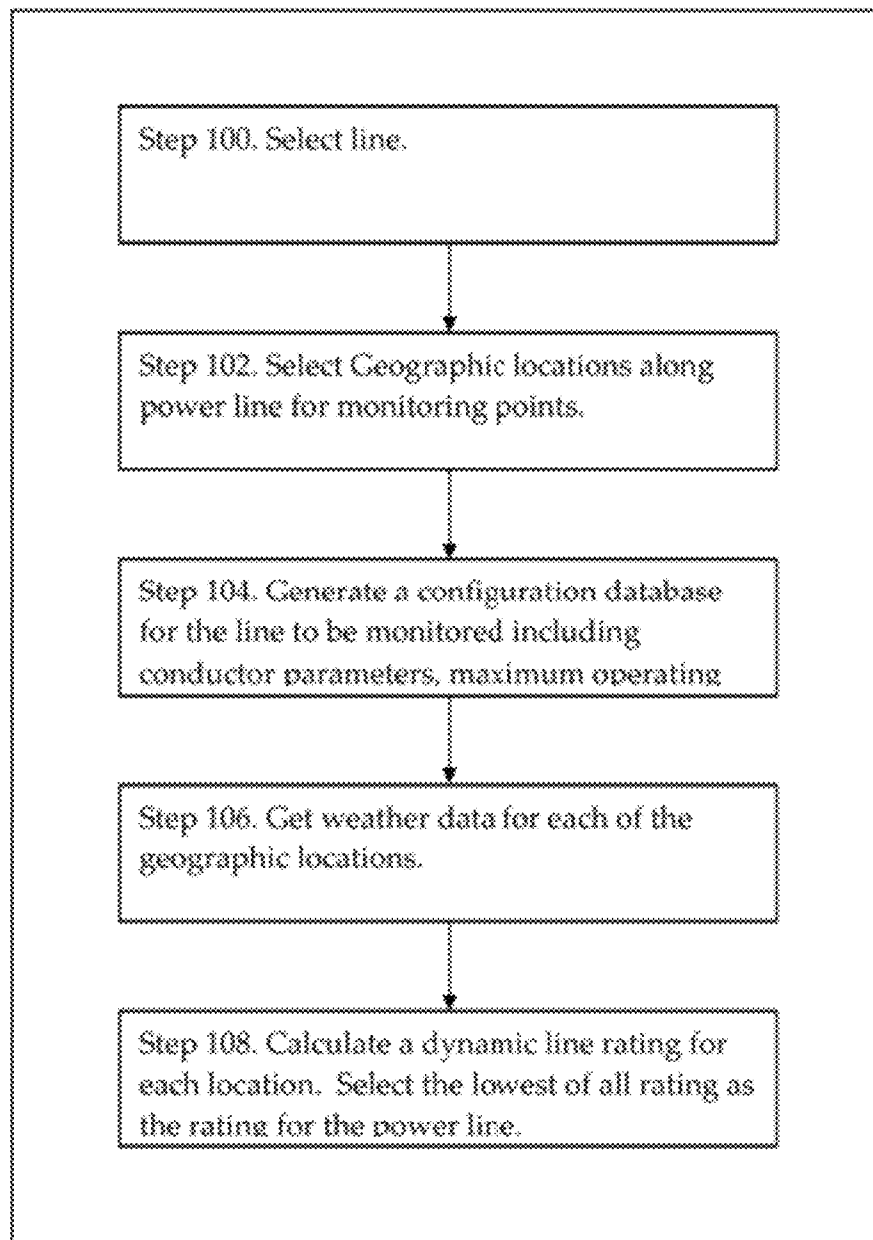 Step 100. Select line.
Step 102. Select Geographic locations along
power line for monitoring points.
Step 104. Generate a configuration database
for the line to be monitored including
conductor parameters, maximum operating
Step 106. Get weather data for each of the
geographic locations.
Step 108. Calculate a dynamic line rating for
each location. Select the lowest of all rating as
the rating for the power line.